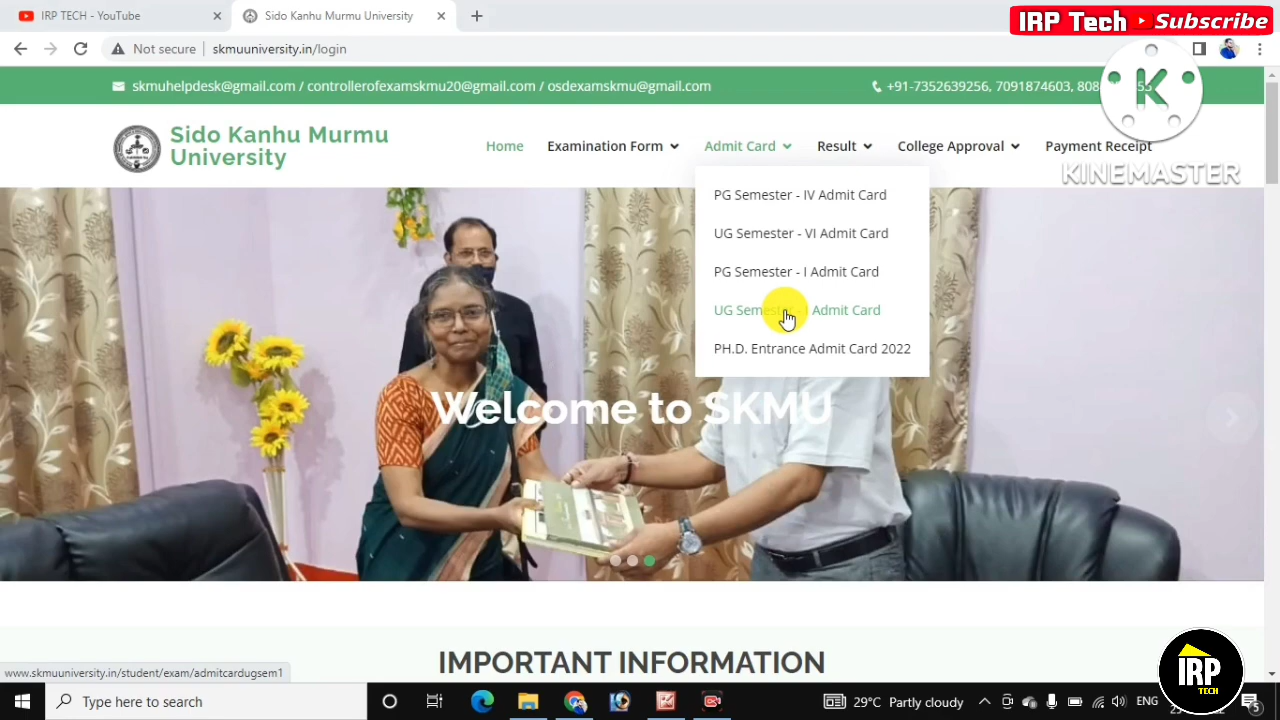 IRP TECH - YouTube
Sido Kanhu Murmu University
IRP Tech Subscribe
Not secure
skmuuniversity.in/login
skmuhelpdesk@gmail.com / controllerofexamskmu20@gmail.com / osdexamskmu@gmail.com
+91-7352639256, 7091874603,
K
Sido Kanhu Murmu
University
Home
Examination Form
Admit Card
Result
College Approval
Payment Receipt
KINEMASTER
PG Semester - IV Admit Card
UG Semester - VI Admit Card
PG Semester - I Admit Card
UG Semester - I Admit Card
PH.D. Entrance Admit Card 2022
Welcome to SKMU
IMPORTANT INFORMATION
www.skmuuniversity.in/student/exam/admitcardugsem1
IRP
TECH
Type here to search
29°C Partly cloudy
ENG
5